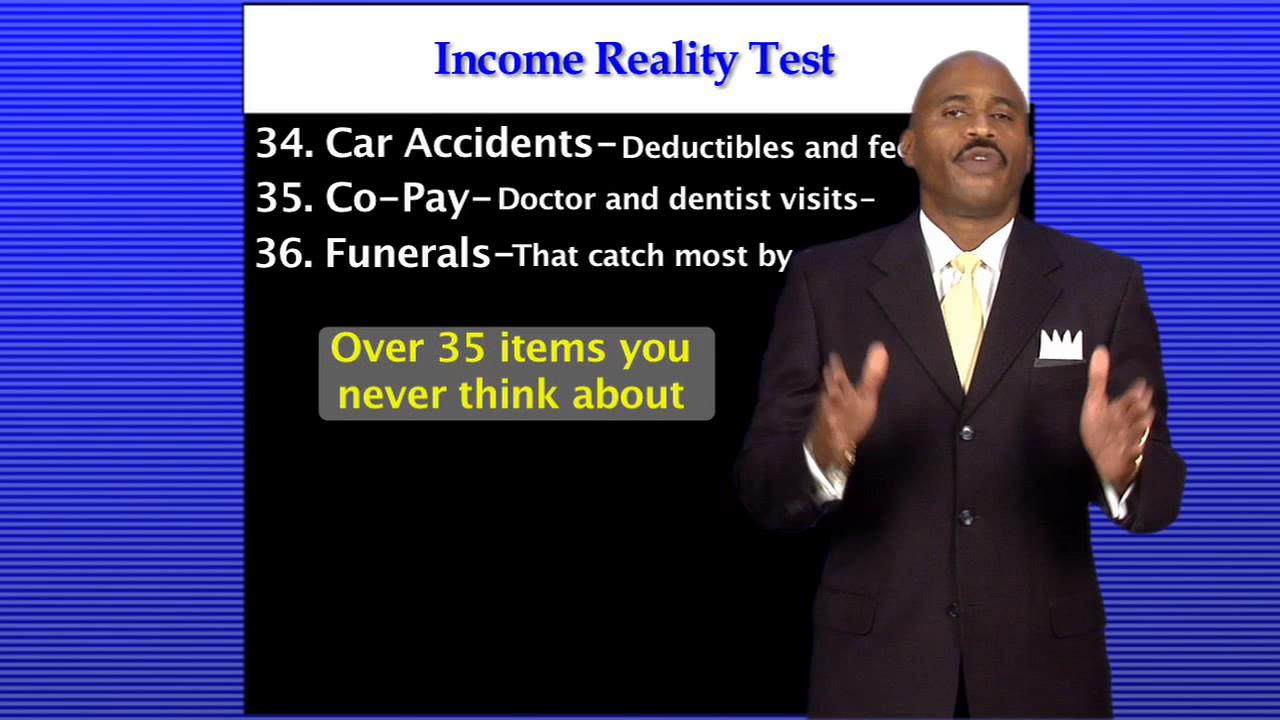 Income Reality Test
34. Car Accidents- Deductibles and
35. Co-Pay- Doctor and dentist visits-
36. Funerals-That catch most by
Over 35 items you
never think about